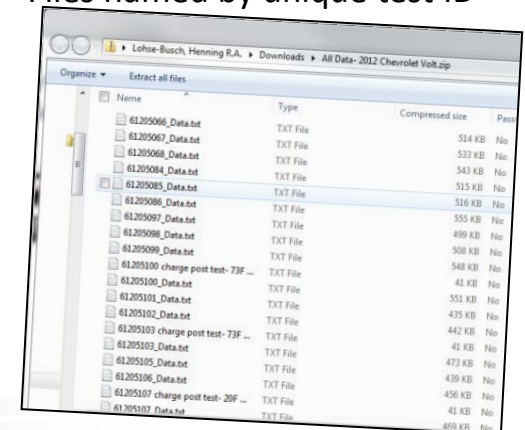 Files named by unique test ID
Lohse-Busch, Henning R.A. ▸ Downloads ▸ All Data- 2012 Chevrolet Volt.zip
Organize Extract all files
Name Type Compressed size Pass
61205066_Data.txt TXT File 514 KB No
61205067_Data.txt TXT File 533 KB No
61205068_Data.txt TXT File 543 KB No
61205084_Data.txt TXT File 515 KB No
61205085_Data.txt TXT File 516 KB No
61205086_Data.txt TXT File 555 KB No
61205097_Data.txt TXT File 499 KB No
61205098_Data.txt TXT File 508 KB No
61205099_Data.txt TXT File 548 KB No
61205100 charge post test- 73F ... TXT File 41 KB No
61205100_Data.txt TXT File 551 KB No
61205101_Data.txt TXT File 435 KB No
61205102_Data.txt TXT File 442 KB No
61205103 charge post test- 73F ... TXT File 41 KB No
61205103_Data.txt TXT File 473 KB No
61205105_Data.txt TXT File 439 KB No
61205106_Data.txt TXT File 456 KB No
61205107 charge post test- 20F ... TXT File 41 KB No
61205107_Data.txt TXT File 469 KB No